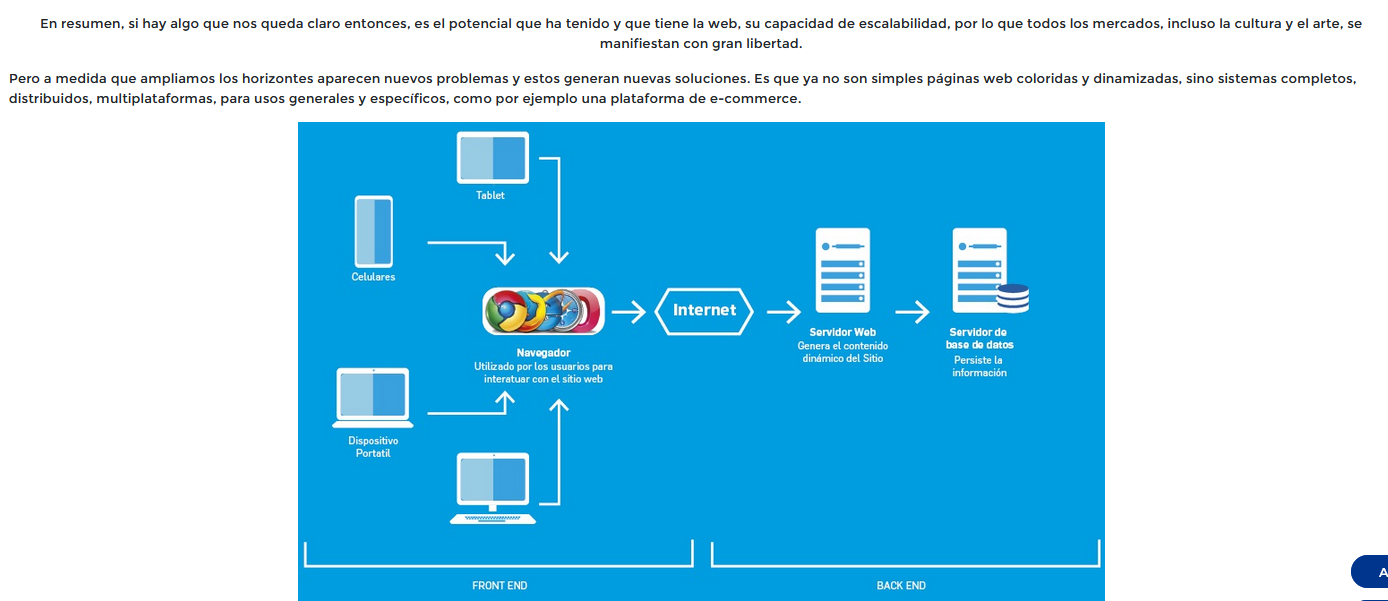 En resumen, si hay algo que nos queda claro entonces, es el potencial que ha tenido y que tiene la web, su capacidad de escalabilidad, por lo que todos los mercados, incluso la cultura y el arte, se
manifiestan con gran libertad.
Pero a medida que ampliamos los horizontes aparecen nuevos problemas y estos generan nuevas soluciones. Es que ya no son simples páginas web coloridas y dinamizadas, sino sistemas completos,
distribuidos, multiplataformas, para usos generales y específicos, como por ejemplo una plataforma de e-commerce.
Tablet
Celulares
Internet
Navegador
Utilizado por los usuarios para
interatuar con el sitio web
Servidor Web
Genera el contenido
dinámico del Sitio
Servidor de
base de datos
Persiste la
información
Dispositivo
Portatil
FRONT END
BACK END
A